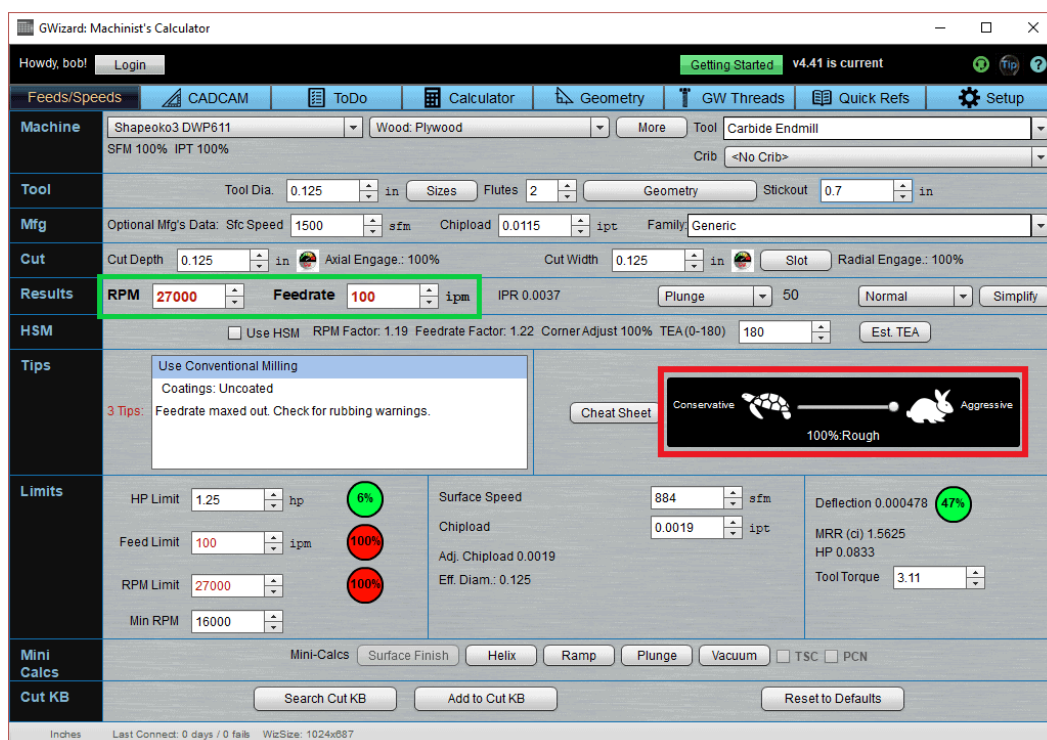 GWizard: Machinist's Calculator
Howdy, bob! Login Getting Started v4.41 is current Tip ?
Feeds/Speeds CADCAM ToDo Calculator Geometry GW Threads Quick Refs Setup
Machine Shapeoko3 DWP611 Wood: Plywood More Tool Carbide Endmill
SFM 100% IPT 100% Crib <No Crib>
Tool Tool Dia. 0.125 in Sizes Flutes 2 Geometry Stickout 0.7 in
Mfg Optional Mfg's Data: Sfc Speed 1500 sfm Chipload 0.0115 ipt Family: Generic
Cut Cut Depth 0.125 in Axial Engage.: 100% Cut Width 0.125 in Slot Radial Engage.: 100%
Results RPM 27000 Feedrate 100 ipm IPR 0.0037 Plunge 50 Normal Simplify
HSM Use HSM RPM Factor: 1.19 Feedrate Factor: 1.22 Corner Adjust 100% TEA (0-180) 180 Est. TEA
Tips Use Conventional Milling
Coatings: Uncoated
3 Tips: Feedrate maxed out. Check for rubbing warnings.
Cheat Sheet Conservative Aggressive
100%:Rough
Limits HP Limit 1.25 hp 6% Surface Speed 884 sfm Deflection 0.000478 47%
Chipload 0.0019 ipt
Feed Limit 100 ipm 100% Adj. Chipload 0.0019 MRR (ci) 1.5625
HP 0.0833
RPM Limit 27000 100% Eff. Diam.: 0.125 Tool Torque 3.11
Min RPM 16000
Mini Calcs Mini-Calcs Surface Finish Helix Ramp Plunge Vacuum TSC PCN
Cut KB Search Cut KB Add to Cut KB Reset to Defaults
Inches Last Connect: 0 days / 0 fails WizSize: 1024x687